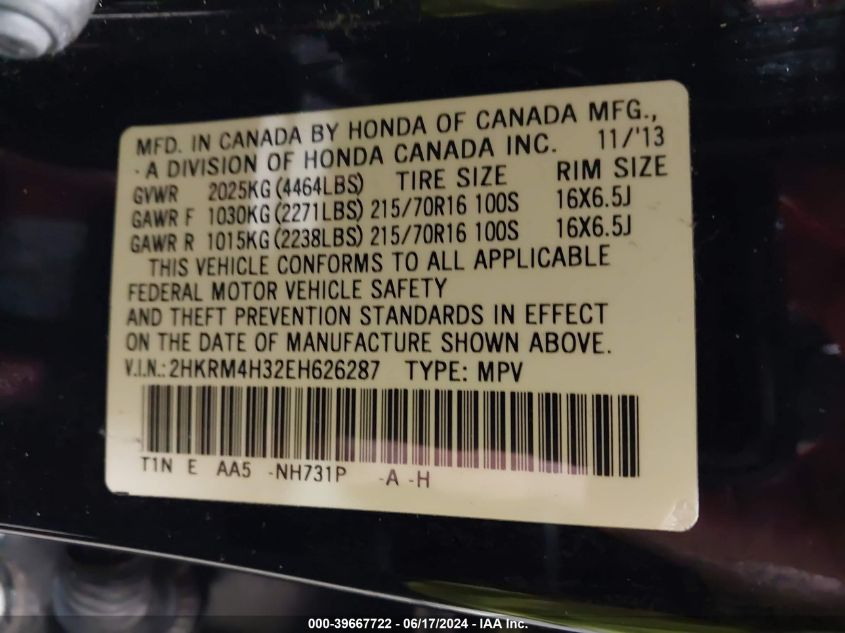 MFD. IN CANADA BY HONDA OF CANADA MFG.,
- A DIVISION OF HONDA CANADA INC. 11/'13
GVWR 2025KG (4464LBS) TIRE SIZE RIM SIZE
GAWR F 1030KG (2271LBS) 215/70R16 100S 16X6.5J
GAWR R 1015KG (2238LBS) 215/70R16 100S 16X6.5J
THIS VEHICLE CONFORMS TO ALL APPLICABLE
FEDERAL MOTOR VEHICLE SAFETY
AND THEFT PREVENTION STANDARDS IN EFFECT
ON THE DATE OF MANUFACTURE SHOWN ABOVE.
V.I.N.: 2HKRM4H32EH626287 TYPE: MPV
T1N E AA5 -NH731P -A -H
000-39667722 - 06/17/2024 - IAA Inc.